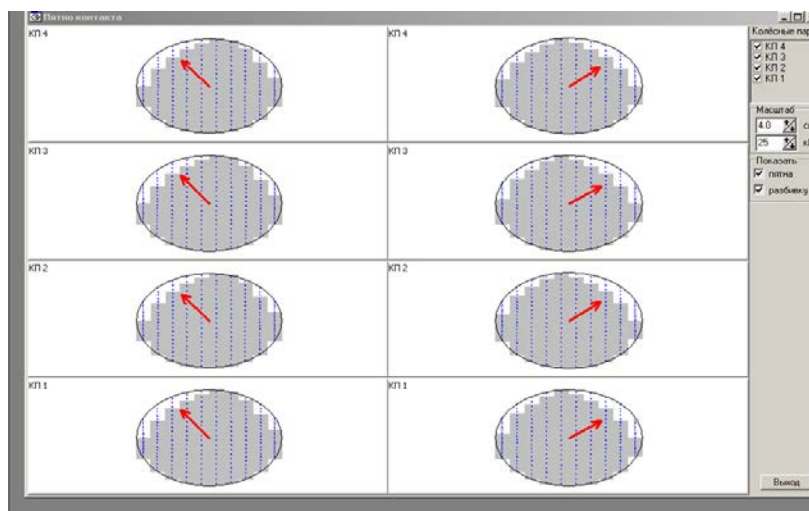 Пятно контакта
КП 4
КП 4
Колёсные пар
КП 4
КП 3
КП 2
КП 1
Масштаб
4.0
25
Показать
пятна
разбивку
КП 3
КП 3
КП 2
КП 2
КП 1
КП 1
Выход